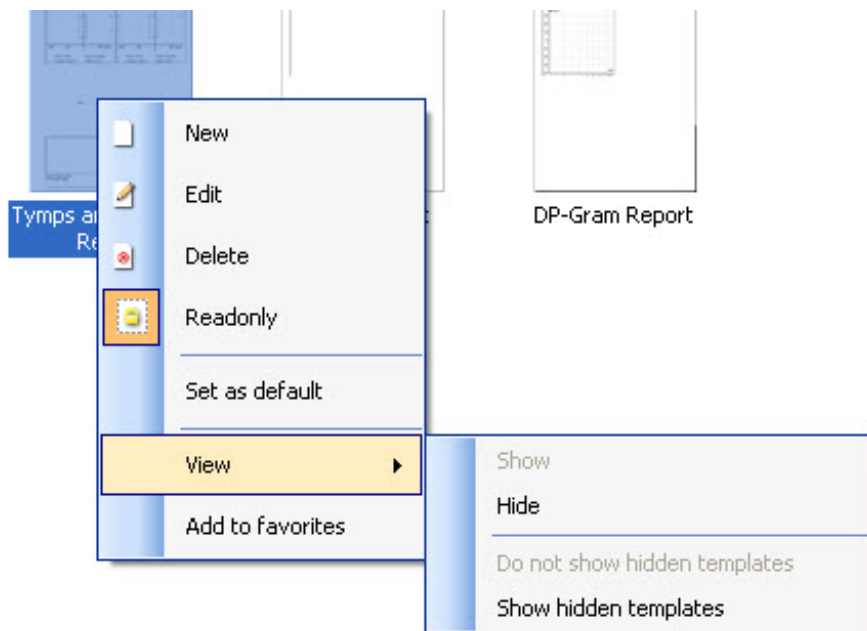 New
Edit
Tymps a
DP-Gram Report
Re
Delete
Readonly
Set as default
View
Show
Hide
Add to favorites
Do not show hidden templates
Show hidden templates